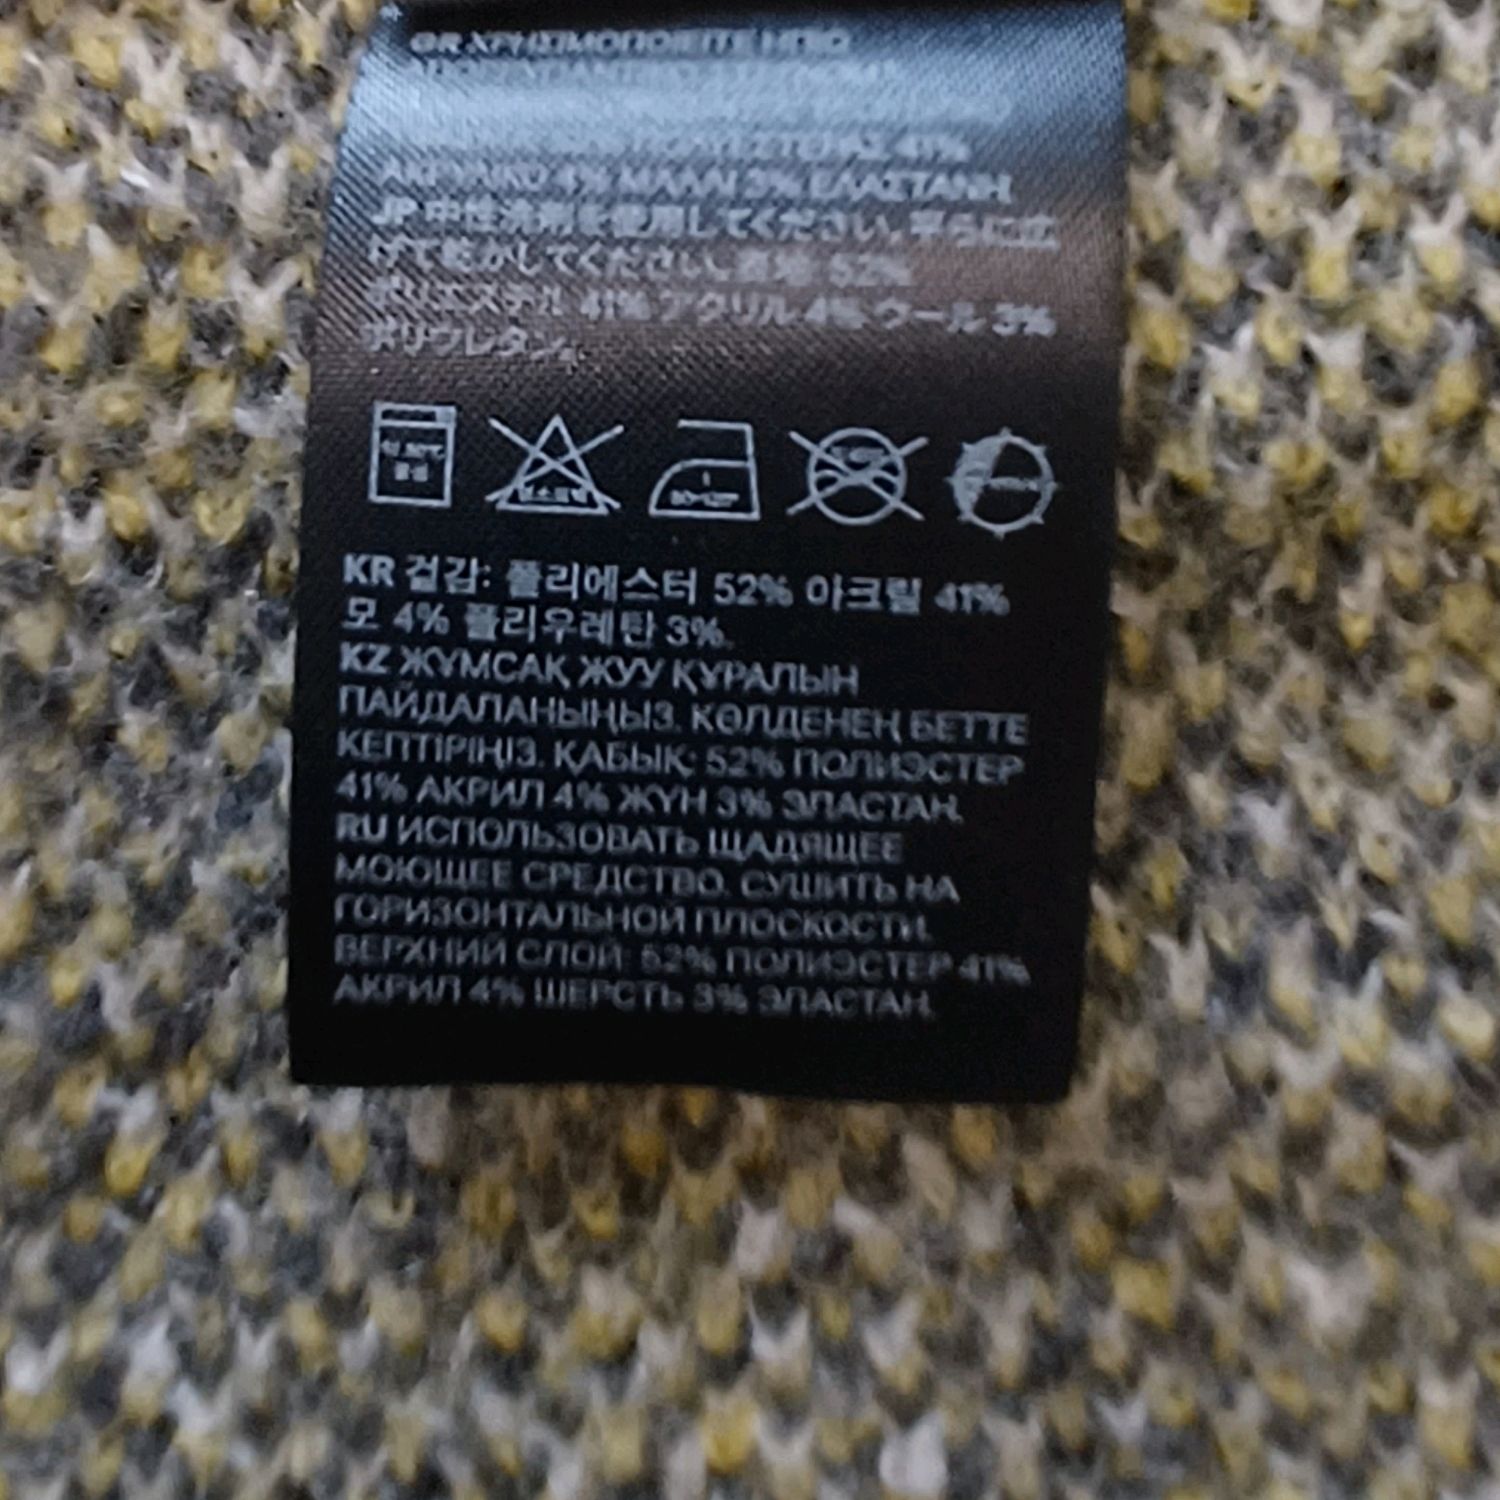 GR ΧΡΗΣΙΜΟΠΟΙΕΙΤΕ ΗΠΙΟ
41%
4% ΜΑΛΛΙ 3% ΕΛΑΣΤΑΝΗ.
JP 中性洗剤を使用してください。平らに広
げて乾かしてください。表地 52%
ポリエステル 41% アクリル 4% ウール 3%
ポリウレタン。
KR 겉감: 폴리에스터 52% 아크릴 41%
모 4% 폴리우레탄 3%.
KZ ЖҰМСАҚ ЖУУ ҚҰРАЛЫН
ПАЙДАЛАНЫҢЫЗ. КӨЛДЕНЕҢ БЕТТЕ
КЕПТІРІҢІЗ. ҚАБЫҚ: 52% ПОЛИЭСТЕР
41% АКРИЛ 4% ЖҮН 3% ЭЛАСТАН.
RU ИСПОЛЬЗОВАТЬ ЩАДЯЩЕЕ
МОЮЩЕЕ СРЕДСТВО. СУШИТЬ НА
ГОРИЗОНТАЛЬНОЙ ПЛОСКОСТИ.
ВЕРХНИЙ СЛОЙ: 52% ПОЛИЭСТЕР 41%
АКРИЛ 4% ШЕРСТЬ 3% ЭЛАСТАН.